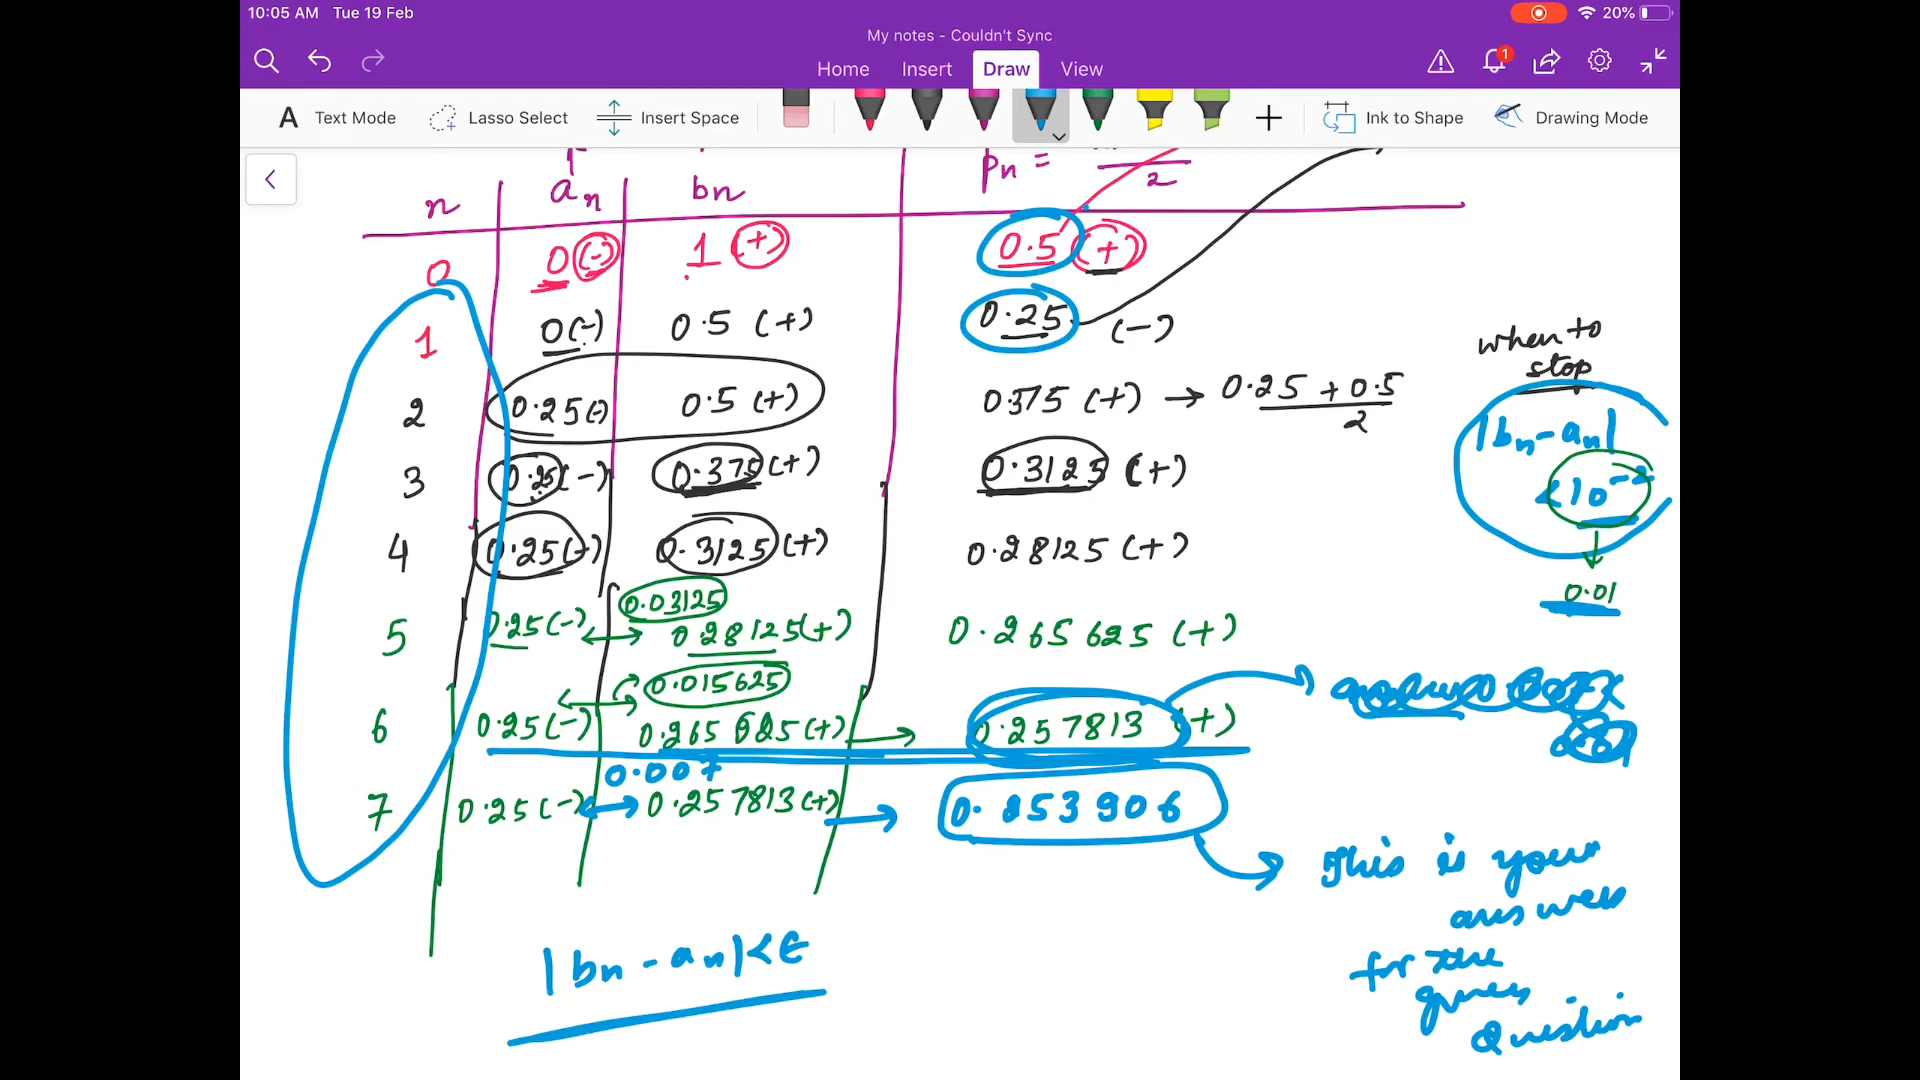 10:05 AM Tue 19 Feb
20%
My notes - Couldn't Sync
Home Insert Draw View
1
A Text Mode Lasso Select Insert Space Ink to Shape Drawing Mode
n an bn pn = 2
0 0 (-) 1 (+) 0.5 (+)
1 0(-) 0.5 (+) 0.25 (-)
when to
stop
2 0.25(-) 0.5 (+) 0.375 (+) → 0.25 + 0.5
2
|bn-an|
<10⁻²
3 0.25(-) 0.375(+) 0.3125 (+)
4 0.25(+) 0.3125(+) 0.28125 (+)
0.01
0.03125
5 0.25(-) 0.28125(+) 0.265625 (+)
0.015625
6 0.25(-) 0.265625(+) → 0.257813 (+)
0.007
7 0.25(-) 0.257813(+) → 0.253906
This is your
answer
for the
given
Question
|bn - an|<ϵ